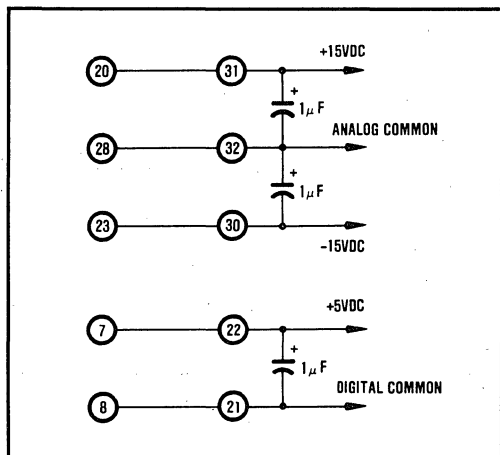 +15VDC
20 31
+
1μF
28 32 ANALOG COMMON
+
1μF
23 30
-15VDC
+5VDC
7 22
+
1μF
8 21 DIGITAL COMMON